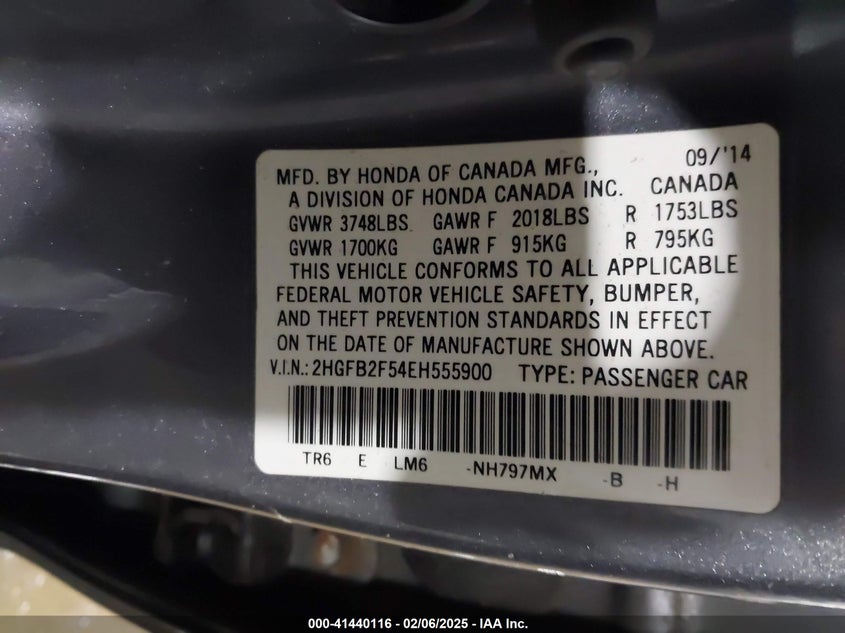 MFD. BY HONDA OF CANADA MFG., 09/'14
A DIVISION OF HONDA CANADA INC. CANADA
GVWR 3748LBS GAWR F 2018LBS R 1753LBS
GVWR 1700KG GAWR F 915KG R 795KG
THIS VEHICLE CONFORMS TO ALL APPLICABLE
FEDERAL MOTOR VEHICLE SAFETY, BUMPER,
AND THEFT PREVENTION STANDARDS IN EFFECT
ON THE DATE OF MANUFACTURE SHOWN ABOVE.
V.I.N.: 2HGFB2F54EH555900 TYPE: PASSENGER CAR
TR6 E LM6 -NH797MX -B -H
000-41440116 - 02/06/2025 - IAA Inc.